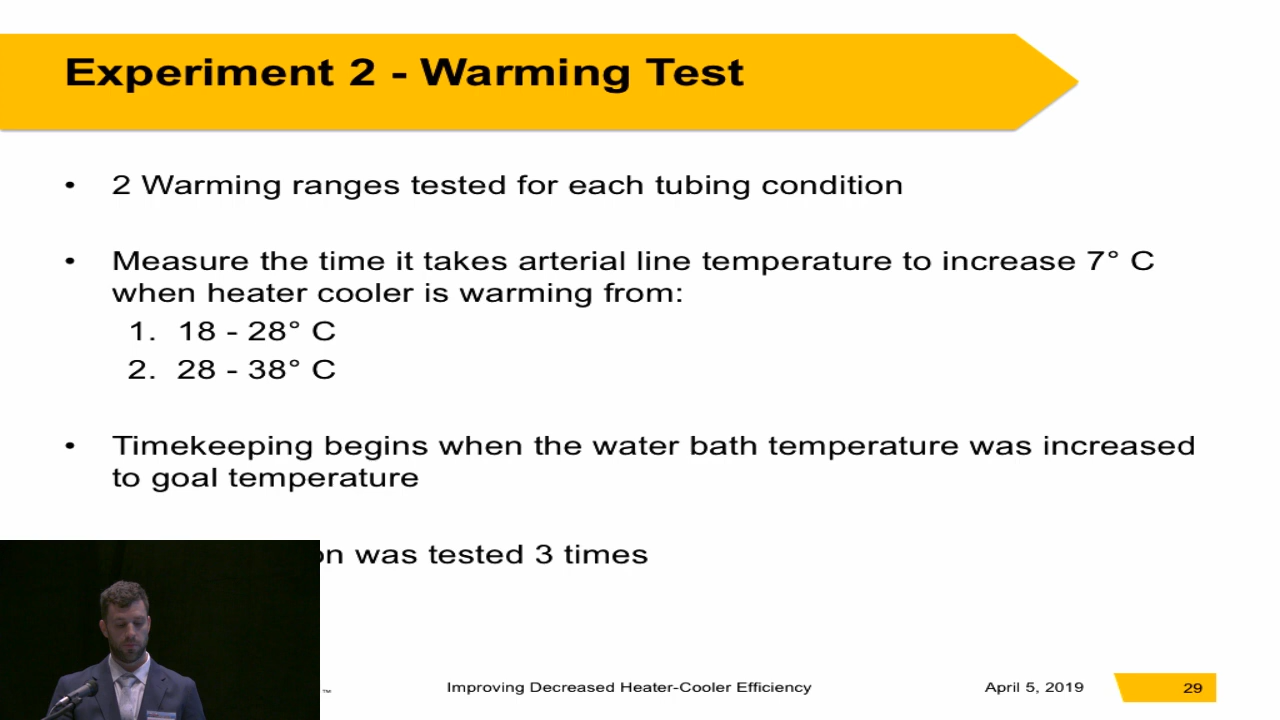 Experiment 2 - Warming Test
• 2 Warming ranges tested for each tubing condition
• Measure the time it takes arterial line temperature to increase 7° C
when heater cooler is warming from:
1. 18 - 28° C
2. 28 - 38° C
• Timekeeping begins when the water bath temperature was increased
to goal temperature
on was tested 3 times
™ Improving Decreased Heater-Cooler Efficiency April 5, 2019 29